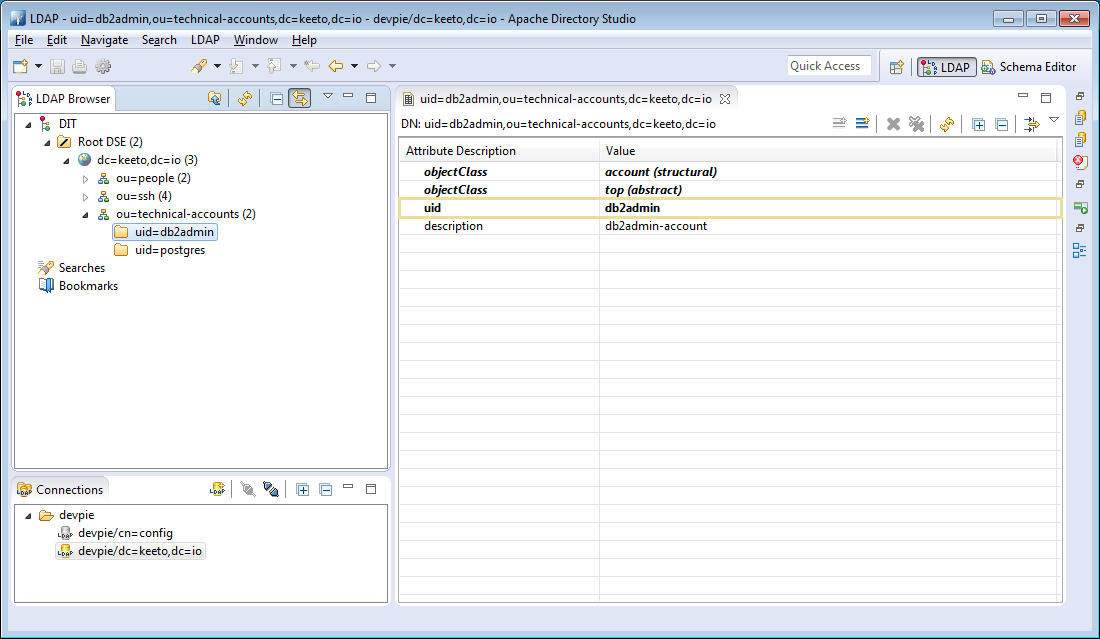 LDAP - uid=db2admin,ou=technical-accounts,dc=keeto,dc=io - devpie/dc=keeto,dc=io - Apache Directory Studio
File Edit Navigate Search LDAP Window Help
Quick Access LDAP Schema Editor
LDAP Browser
DIT
Root DSE (2)
dc=keeto,dc=io (3)
ou=people (2)
ou=ssh (4)
ou=technical-accounts (2)
uid=db2admin
uid=postgres
Searches
Bookmarks
Connections
devpie
devpie/cn=config
devpie/dc=keeto,dc=io
uid=db2admin,ou=technical-accounts,dc=keeto,dc=io
DN: uid=db2admin,ou=technical-accounts,dc=keeto,dc=io
Attribute Description Value
objectClass account (structural)
objectClass top (abstract)
uid db2admin
description db2admin-account